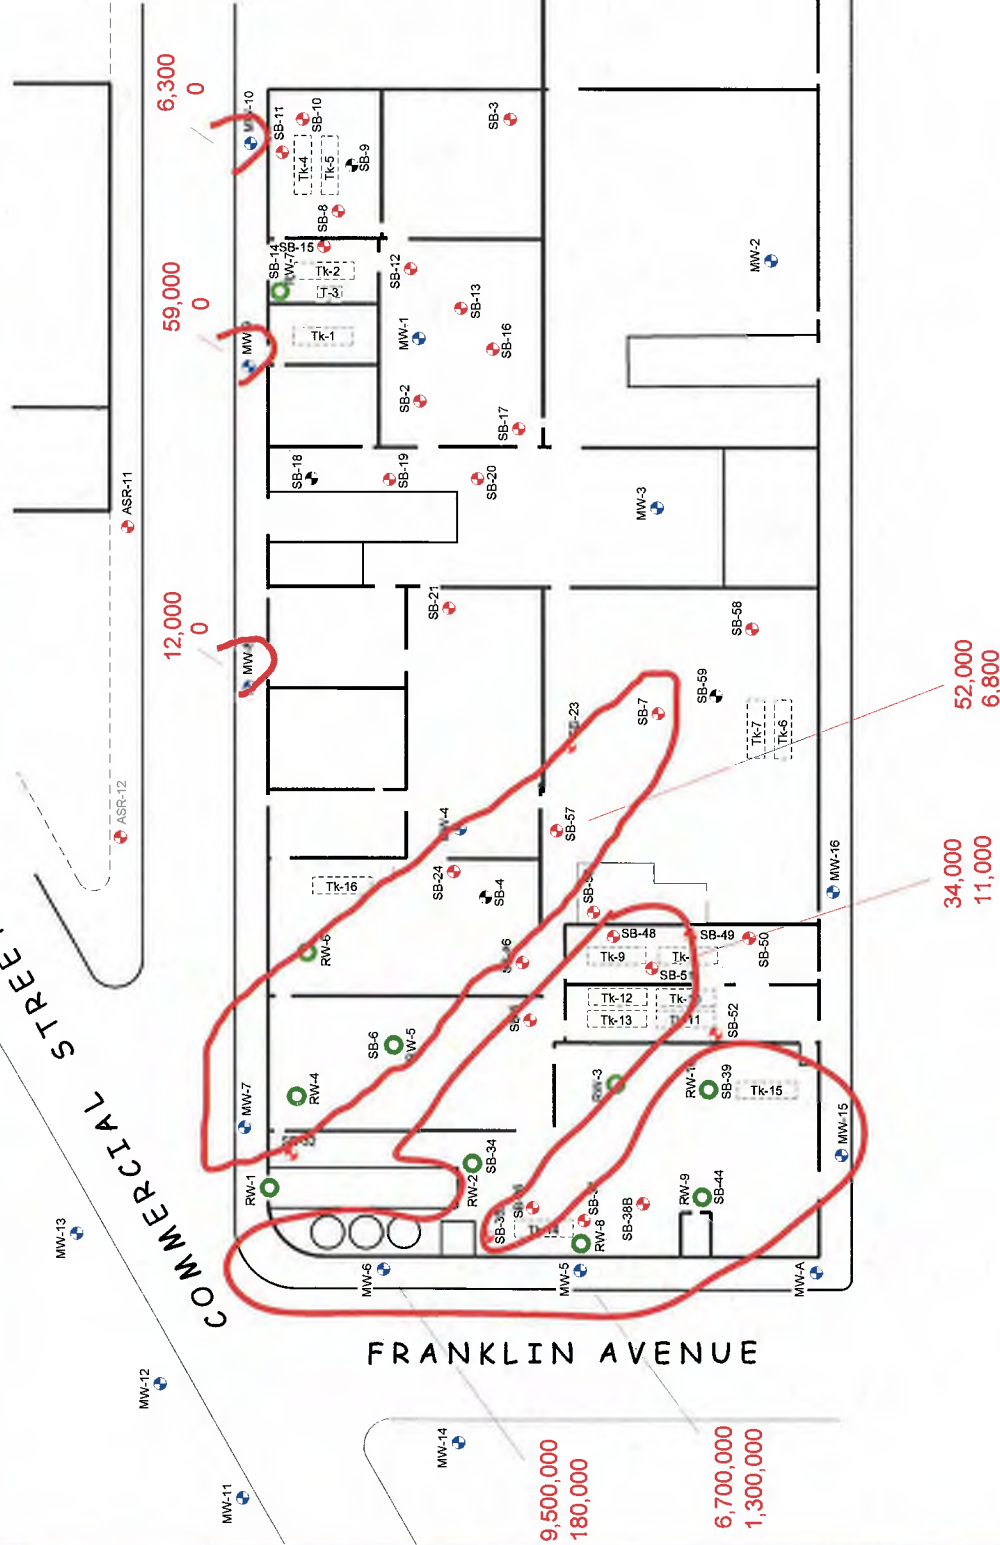 6,300
0
MW-10
SB-11
SB-10
Tk-4
Tk-5
SB-9
SB-3
SB-8
SB-14
SB-15
RW-7
Tk-2
T-3
SB-12
MW-2
59,000
0
Tk-1
MW-1
SB-13
SB-16
SB-2
SB-17
SB-18
SB-19
SB-20
MW-3
ASR-11
12,000
0
SB-21
SB-58
SB-59
SB-7
Tk-7
Tk-6
52,000
6.800
ASR-12
SB-57
Tk-16
SB-24
SB-4
MW-16
34,000
11,000
RW-6
SB-48
SB-49
SB-50
Tk-9
Tk-12
Tk-13
SB-52
SB-6
RW-5
RW-4
RW-3
SB-39
Tk-15
MW-7
MW-15
RW-1
RW-2
SB-34
SB-38B
RW-8
RW-9
SB-44
MW-6
MW-5
MW-A
MW-13
MW-12
MW-11
MW-14
COMMERCIAL
FRANKLIN AVENUE
9,500,000
180,000
6,700,000
1,300,000